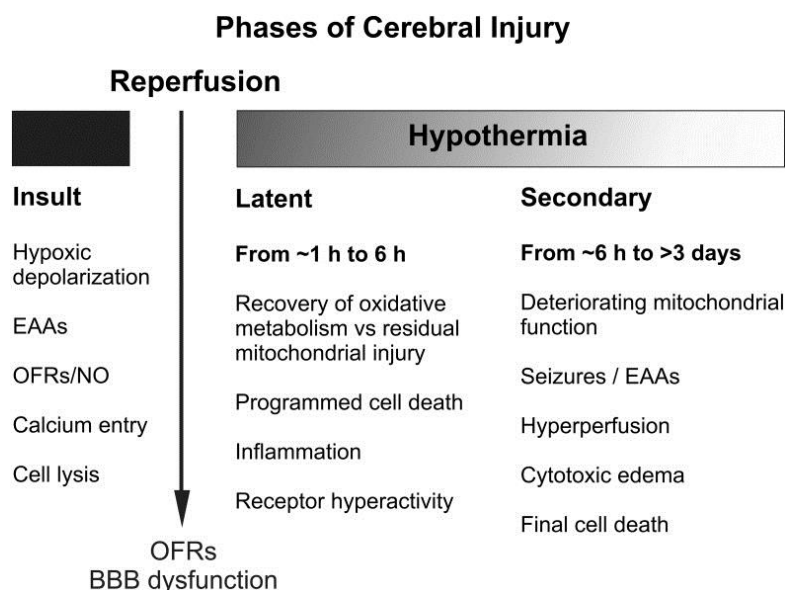 Phases of Cerebral Injury
Reperfusion
Hypothermia
Insult
Hypoxic
depolarization
EAAs
OFRs/NO
Calcium entry
Cell lysis
OFRs
BBB dysfunction
Latent
From ~1 h to 6 h
Recovery of oxidative
metabolism vs residual
mitochondrial injury
Programmed cell death
Inflammation
Receptor hyperactivity
Secondary
From ~6 h to >3 days
Deteriorating mitochondrial
function
Seizures / EAAs
Hyperperfusion
Cytotoxic edema
Final cell death